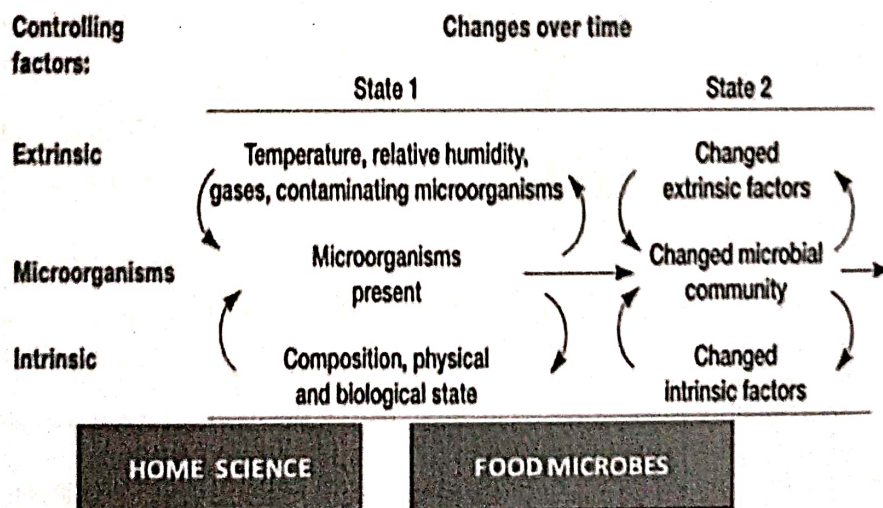 Controlling
factors:
Changes over time
State 1
State 2
Extrinsic
Temperature, relative humidity,
gases, contaminating microorganisms
Changed
extrinsic factors
Microorganisms
Microorganisms
present
Changed microbial
community
Intrinsic
Composition, physical
and biological state
Changed
intrinsic factors
HOME SCIENCE
FOOD MICROBES